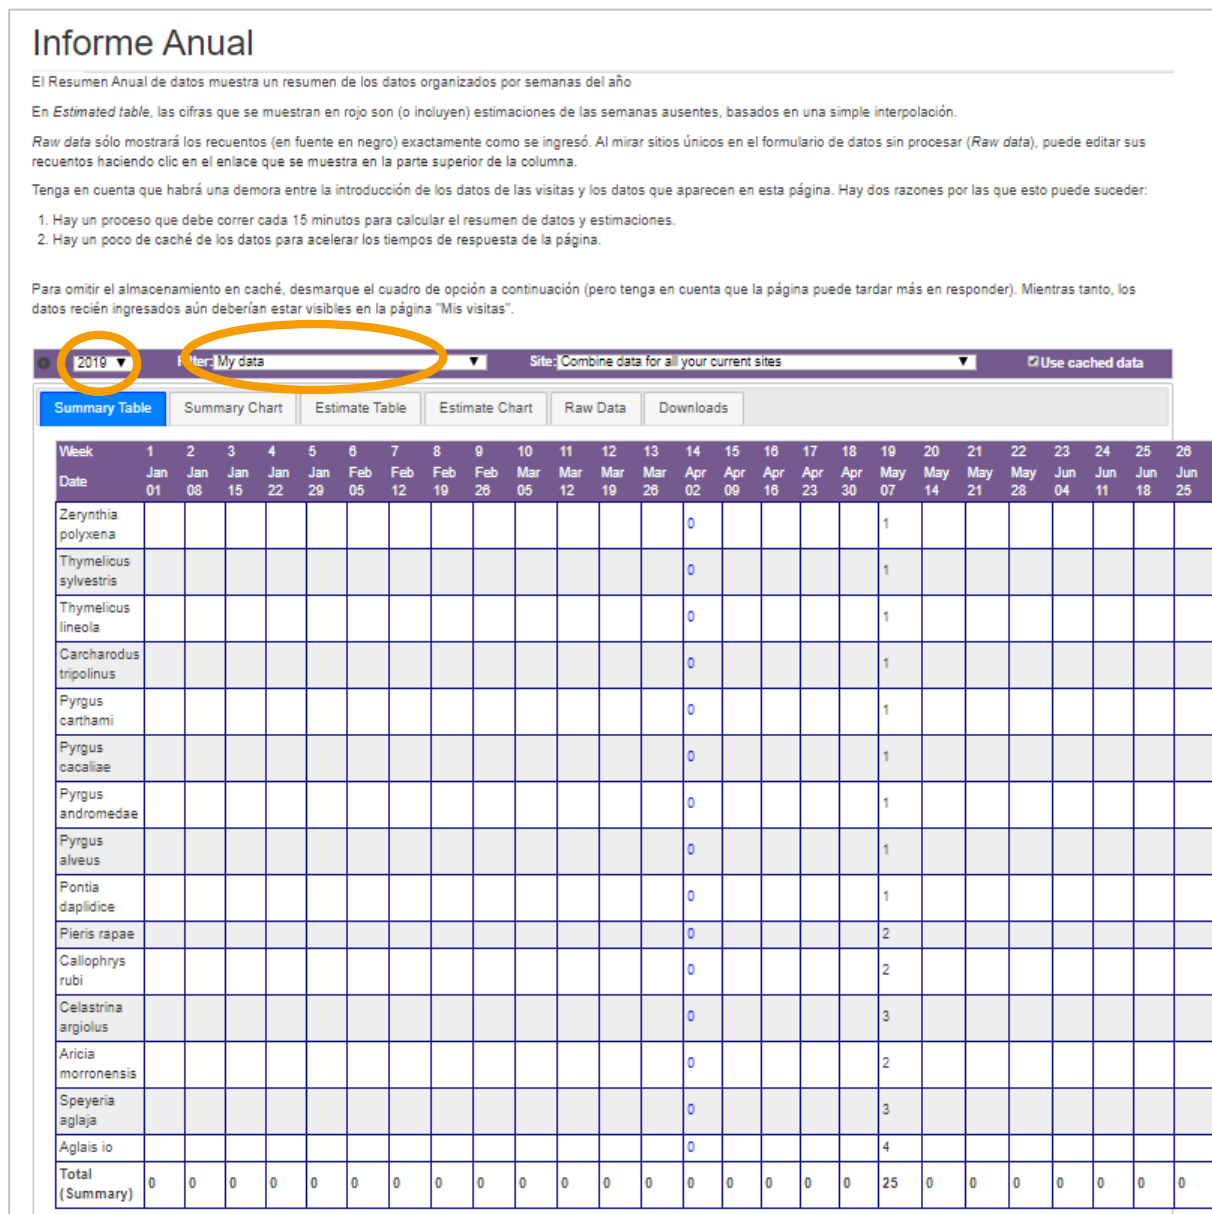 Informe Anual
El Resumen Anual de datos muestra un resumen de los datos organizados por semanas del año
En Estimated table, las cifras que se muestran en rojo son (o incluyen) estimaciones de las semanas ausentes, basados en una simple interpolación.
Raw data sólo mostrará los recuentos (en fuente en negro) exactamente como se ingresó. Al mirar sitios únicos en el formulario de datos sin procesar (Raw data), puede editar sus
recuentos haciendo clic en el enlace que se muestra en la parte superior de la columna.
Tenga en cuenta que habrá una demora entre la introducción de los datos de las visitas y los datos que aparecen en esta página. Hay dos razones por las que esto puede suceder:
1. Hay un proceso que debe correr cada 15 minutos para calcular el resumen de datos y estimaciones.
2. Hay un poco de caché de los datos para acelerar los tiempos de respuesta de la página.
Para omitir el almacenamiento en caché, desmarque el cuadro de opción a continuación (pero tenga en cuenta que la página puede tardar más en responder). Mientras tanto, los
datos recién ingresados aún deberían estar visibles en la página "Mis visitas".
2019 Filter: My data Site: Combine data for all your current sites Use cached data
Summary Table Summary Chart Estimate Table Estimate Chart Raw Data Downloads
Week 1 2 3 4 5 6 7 8 9 10 11 12 13 14 15 16 17 18 19 20 21 22 23 24 25 26
Date Jan Jan Jan Jan Jan Feb Feb Feb Feb Mar Mar Mar Mar Apr Apr Apr Apr Apr May May May May Jun Jun Jun Jun
01 08 15 22 29 05 12 19 26 05 12 19 26 02 09 16 23 30 07 14 21 28 04 11 18 25
Zerynthia
polyxena 0 1
Thymelicus
sylvestris 0 1
Thymelicus
lineola 0 1
Carcharodus
tripolinus 0 1
Pyrgus
carthami 0 1
Pyrgus
cacaliae 0 1
Pyrgus
andromedae 0 1
Pyrgus
alveus 0 1
Pontia
daplidice 0 1
Pieris rapae 0 2
Callophrys
rubi 0 2
Celastrina
argiolus 0 3
Aricia
morronensis 0 2
Speyeria
aglaja 0 3
Aglais io 0 4
Total
(Summary) 0 0 0 0 0 0 0 0 0 0 0 0 0 0 0 0 0 0 25 0 0 0 0 0 0 0